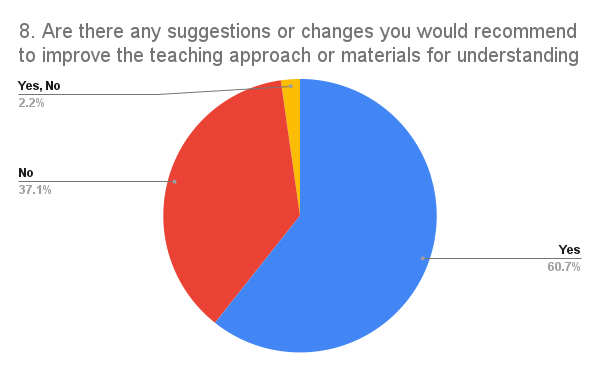 8. Are there any suggestions or changes you would recommend
to improve the teaching approach or materials for understanding
Yes, No
2.2%
No
37.1%
Yes
60.7%